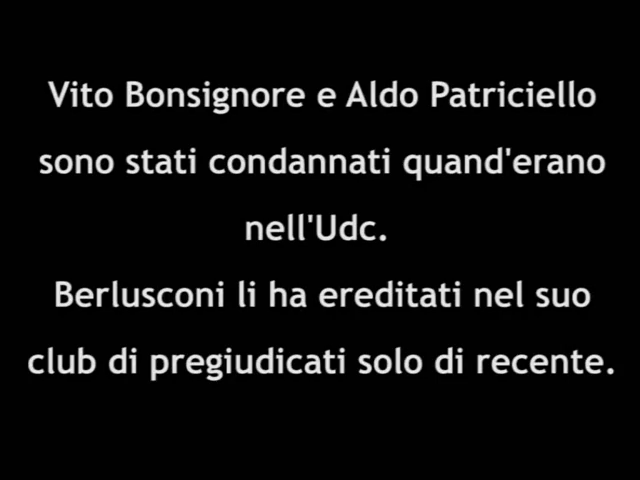 Vito Bonsignore e Aldo Patriciello
sono stati condannati quand'erano
nell'Udc.
Berlusconi li ha ereditati nel suo
club di pregiudicati solo di recente.